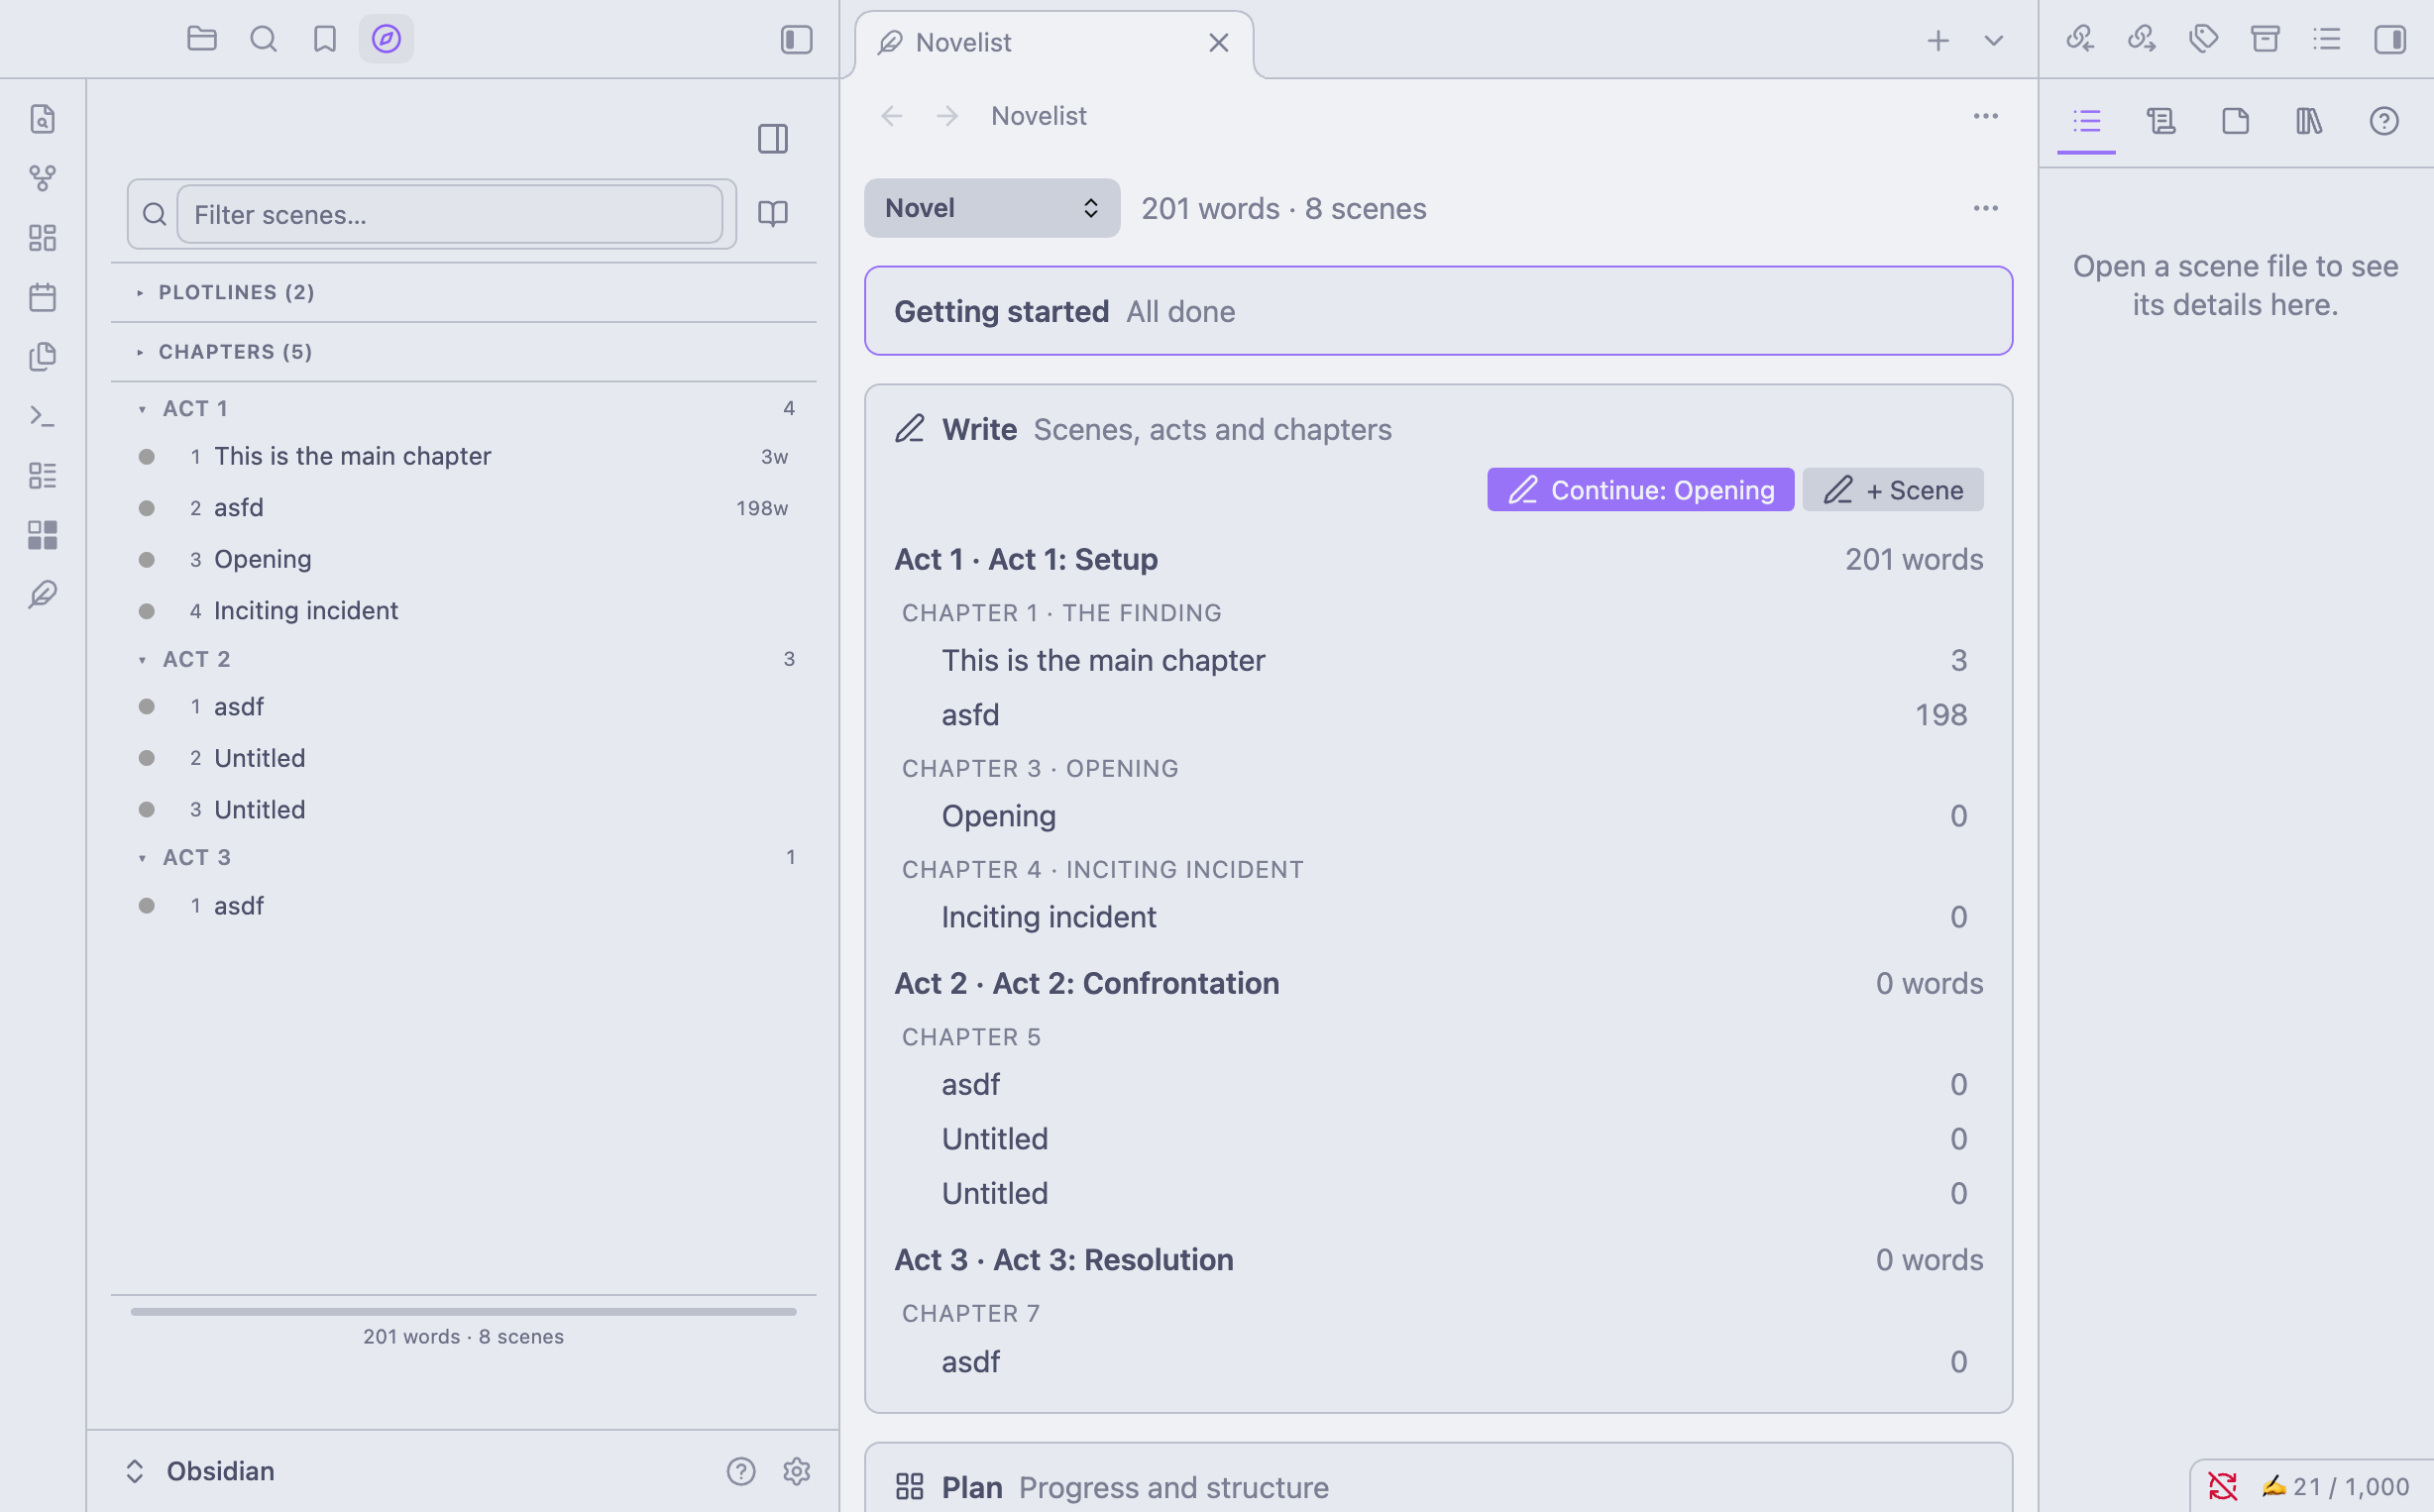 Novelist
Novelist
Filter scenes...
PLOTLINES (2)
CHAPTERS (5)
ACT 1 4
1 This is the main chapter 3w
2 asfd 198w
3 Opening
4 Inciting incident
ACT 2 3
1 asdf
2 Untitled
3 Untitled
ACT 3 1
1 asdf
201 words · 8 scenes
Obsidian
Novel 201 words · 8 scenes
Getting started All done
Write Scenes, acts and chapters
Continue: Opening + Scene
Act 1 · Act 1: Setup 201 words
CHAPTER 1 · THE FINDING
This is the main chapter 3
asfd 198
CHAPTER 3 · OPENING
Opening 0
CHAPTER 4 · INCITING INCIDENT
Inciting incident 0
Act 2 · Act 2: Confrontation 0 words
CHAPTER 5
asdf 0
Untitled 0
Untitled 0
Act 3 · Act 3: Resolution 0 words
CHAPTER 7
asdf 0
Plan Progress and structure
Open a scene file to see
its details here.
✍️ 21 / 1,000